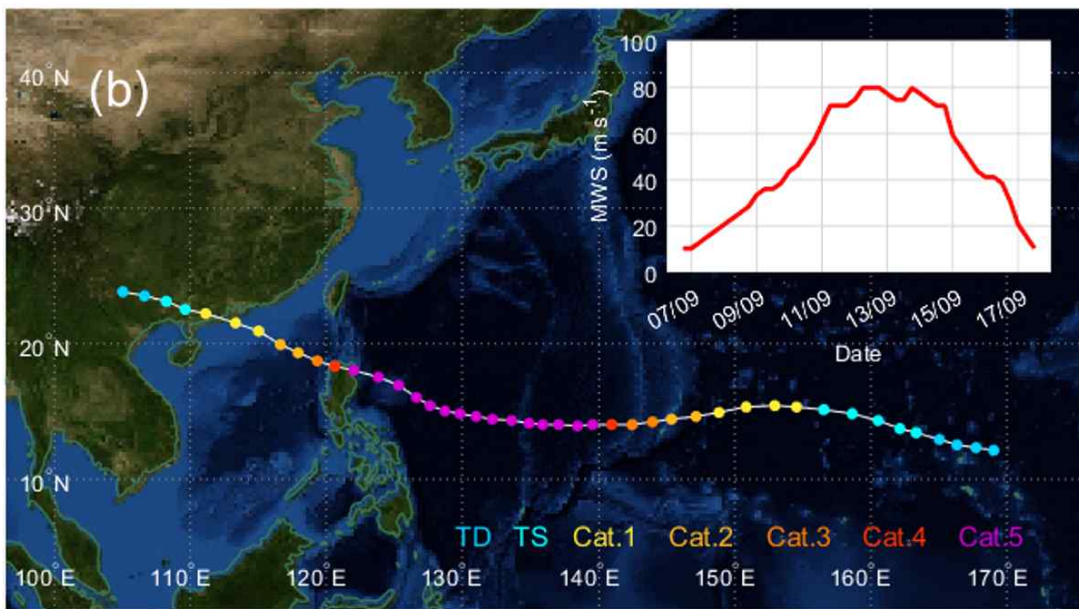 (b)
40°N
30°N
20°N
10°N
100°E 110°E 120°E 130°E 140°E 150°E 160°E 170°E
TD TS Cat.1 Cat.2 Cat.3 Cat.4 Cat.5
MWS (m s⁻¹)
100
80
60
40
20
0
07/09 09/09 11/09 13/09 15/09 17/09
Date